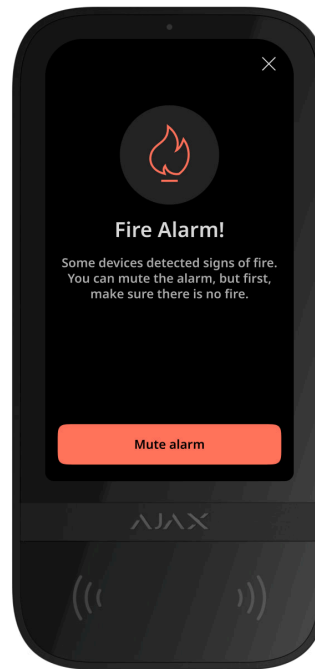 Fire Alarm!
Some devices detected signs of fire.
You can mute the alarm, but first,
make sure there is no fire.
Mute alarm
AJAX